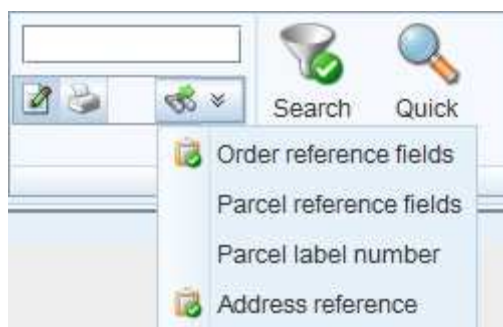 Search Quick
Order reference fields
Parcel reference fields
Parcel label number
Address reference